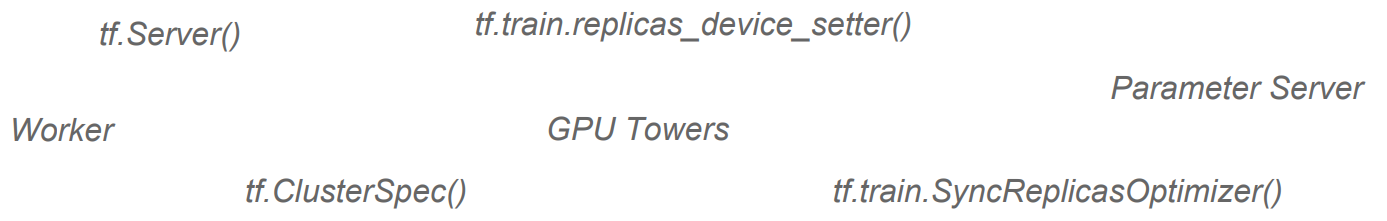 tf.Server()
tf.train.replicas_device_setter()
Parameter Server
Worker
GPU Towers
tf.ClusterSpec()
tf.train.SyncReplicasOptimizer()